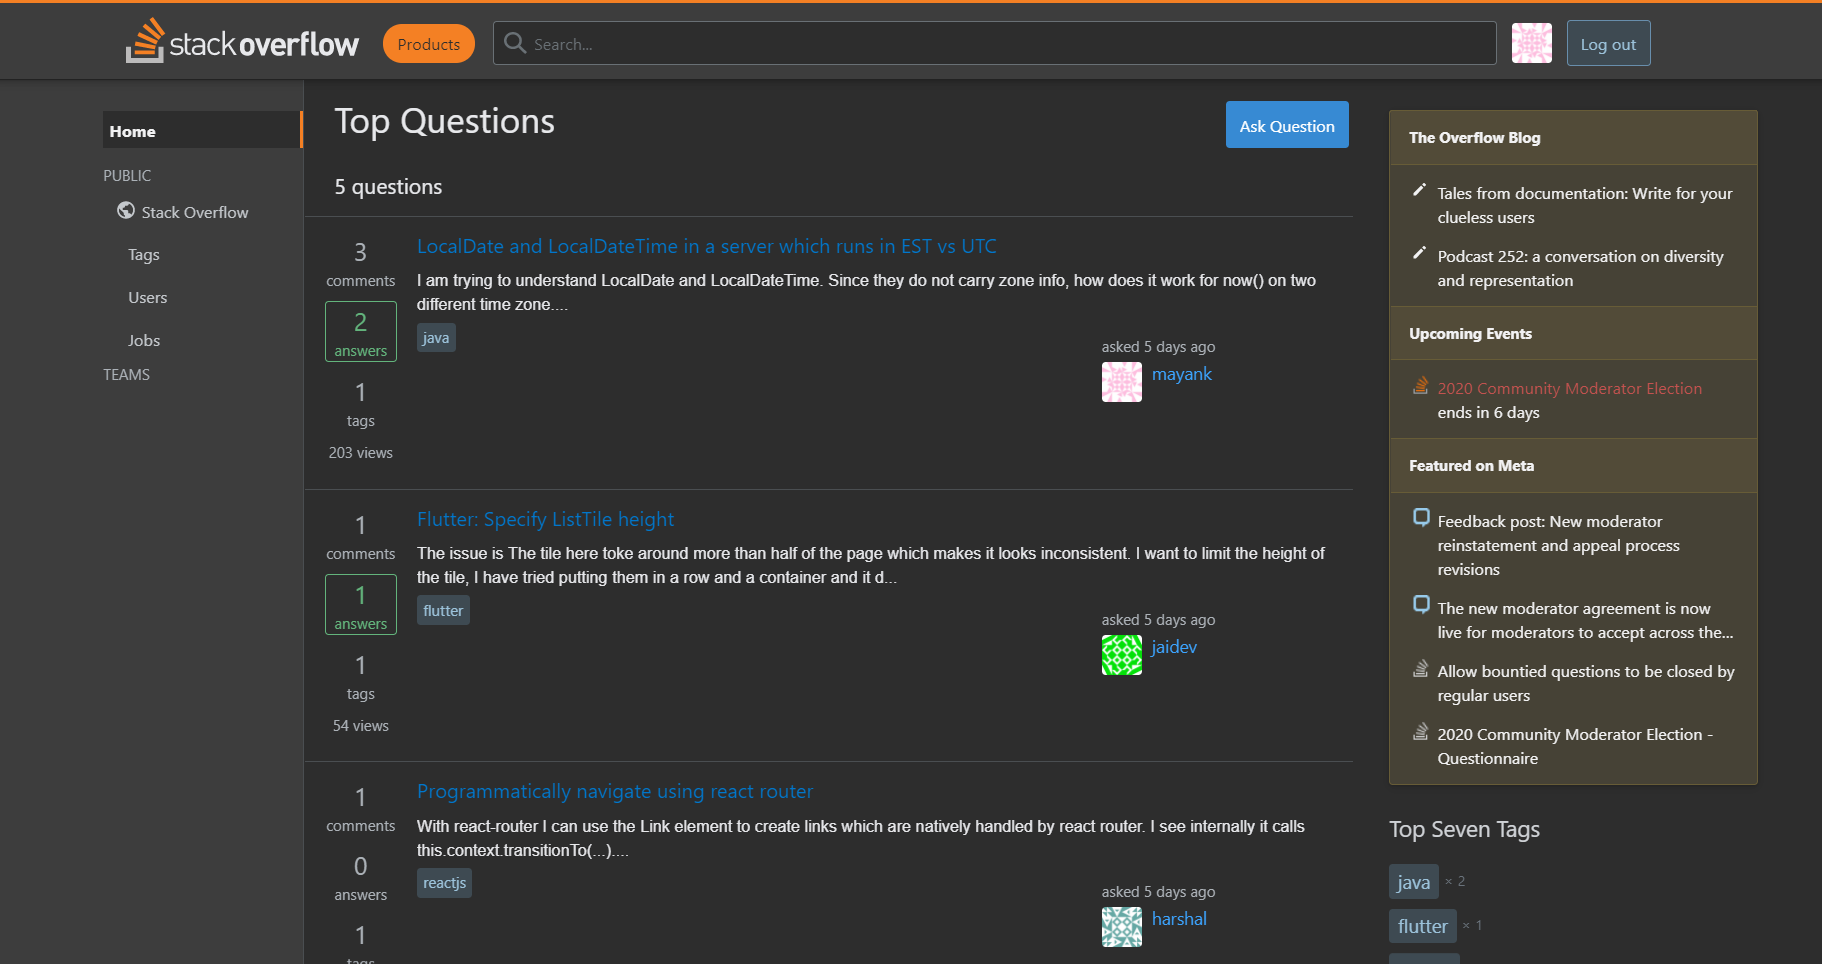 stack overflow
Products
Search...
Log out
Home
PUBLIC
Stack Overflow
Tags
Users
Jobs
TEAMS
Top Questions
Ask Question
5 questions
3
comments
2
answers
1
tags
203 views
LocalDate and LocalDateTime in a server which runs in EST vs UTC
I am trying to understand LocalDate and LocalDateTime. Since they do not carry zone info, how does it work for now() on two
different time zone....
java
asked 5 days ago
mayank
1
comments
1
answers
1
tags
54 views
Flutter: Specify ListTile height
The issue is The tile here toke around more than half of the page which makes it looks inconsistent. I want to limit the height of
the tile, I have tried putting them in a row and a container and it d...
flutter
asked 5 days ago
jaidev
1
comments
0
answers
1
tags
Programmatically navigate using react router
With react-router I can use the Link element to create links which are natively handled by react router. I see internally it calls
this.context.transitionTo(...)....
reactjs
asked 5 days ago
harshal
The Overflow Blog
Tales from documentation: Write for your
clueless users
Podcast 252: a conversation on diversity
and representation
Upcoming Events
2020 Community Moderator Election
ends in 6 days
Featured on Meta
Feedback post: New moderator
reinstatement and appeal process
revisions
The new moderator agreement is now
live for moderators to accept across the...
Allow bountied questions to be closed by
regular users
2020 Community Moderator Election -
Questionnaire
Top Seven Tags
java × 2
flutter × 1